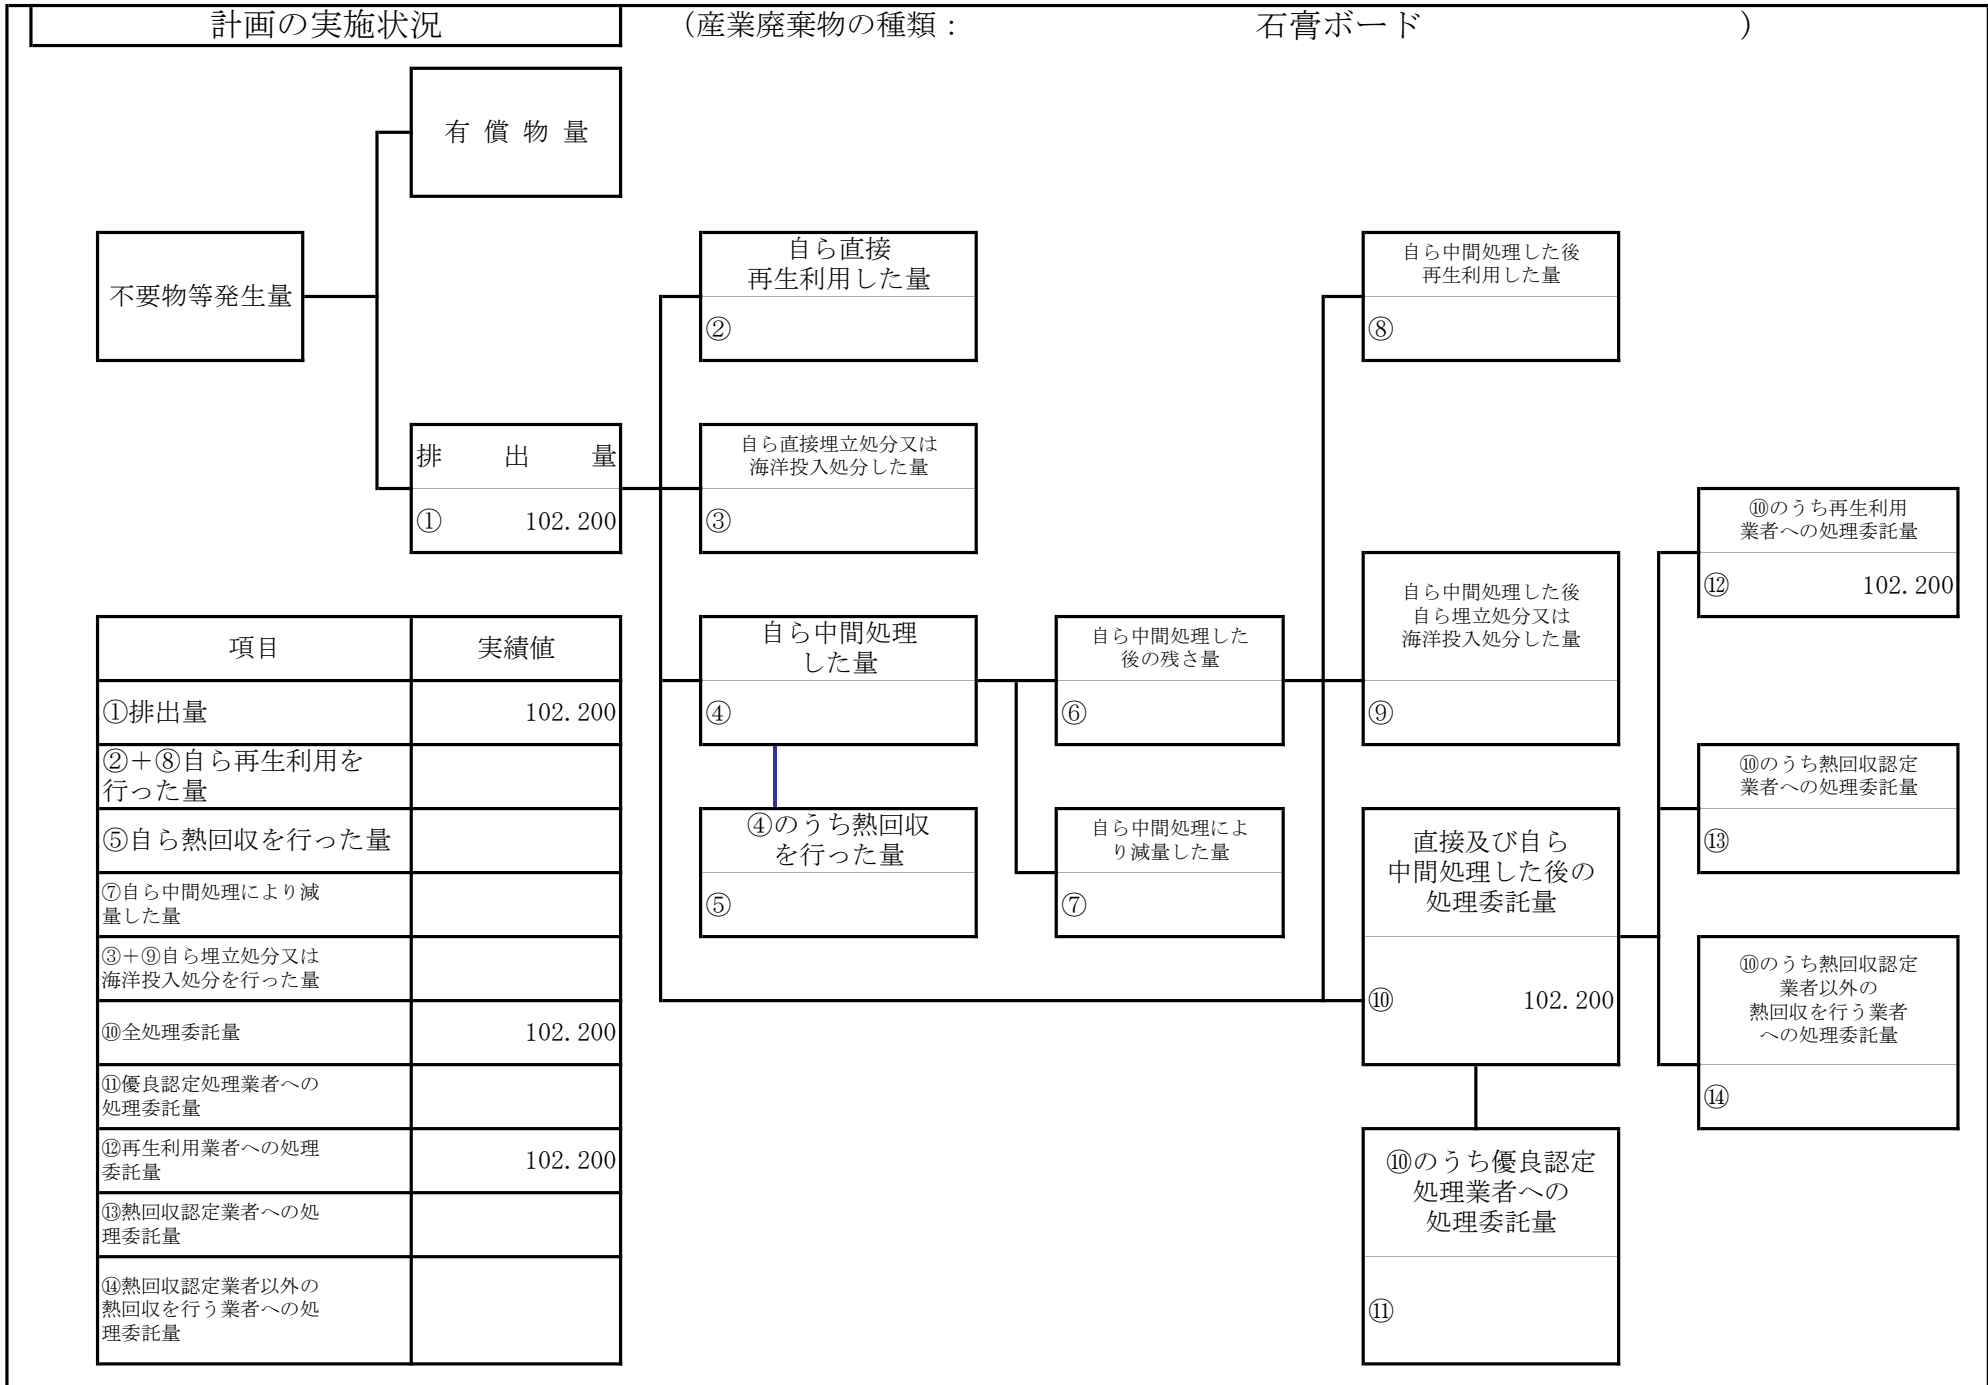 計画の実施状況
（産業廃棄物の種類：　石膏ボード　）
有償物量
不要物等発生量
排出量
① 102.200
自ら直接
再生利用した量
②
自ら直接埋立処分又は
海洋投入処分した量
③
自ら中間処理
した量
④
④のうち熱回収
を行った量
⑤
自ら中間処理した
後の残さ量
⑥
自ら中間処理によ
り減量した量
⑦
自ら中間処理した後
再生利用した量
⑧
自ら中間処理した後
自ら埋立処分又は
海洋投入処分した量
⑨
直接及び自ら
中間処理した後の
処理委託量
⑩ 102.200
⑩のうち優良認定
処理業者への
処理委託量
⑪
⑩のうち再生利用
業者への処理委託量
⑫ 102.200
⑩のうち熱回収認定
業者への処理委託量
⑬
⑩のうち熱回収認定
業者以外の
熱回収を行う業者
への処理委託量
⑭
項目 実績値
①排出量 102.200
②＋⑧自ら再生利用を
行った量
⑤自ら熱回収を行った量
⑦自ら中間処理により減
量した量
③＋⑨自ら埋立処分又は
海洋投入処分を行った量
⑩全処理委託量 102.200
⑪優良認定処理業者への
処理委託量
⑫再生利用業者への処理
委託量 102.200
⑬熱回収認定業者への処
理委託量
⑭熱回収認定業者以外の
熱回収を行う業者への処
理委託量